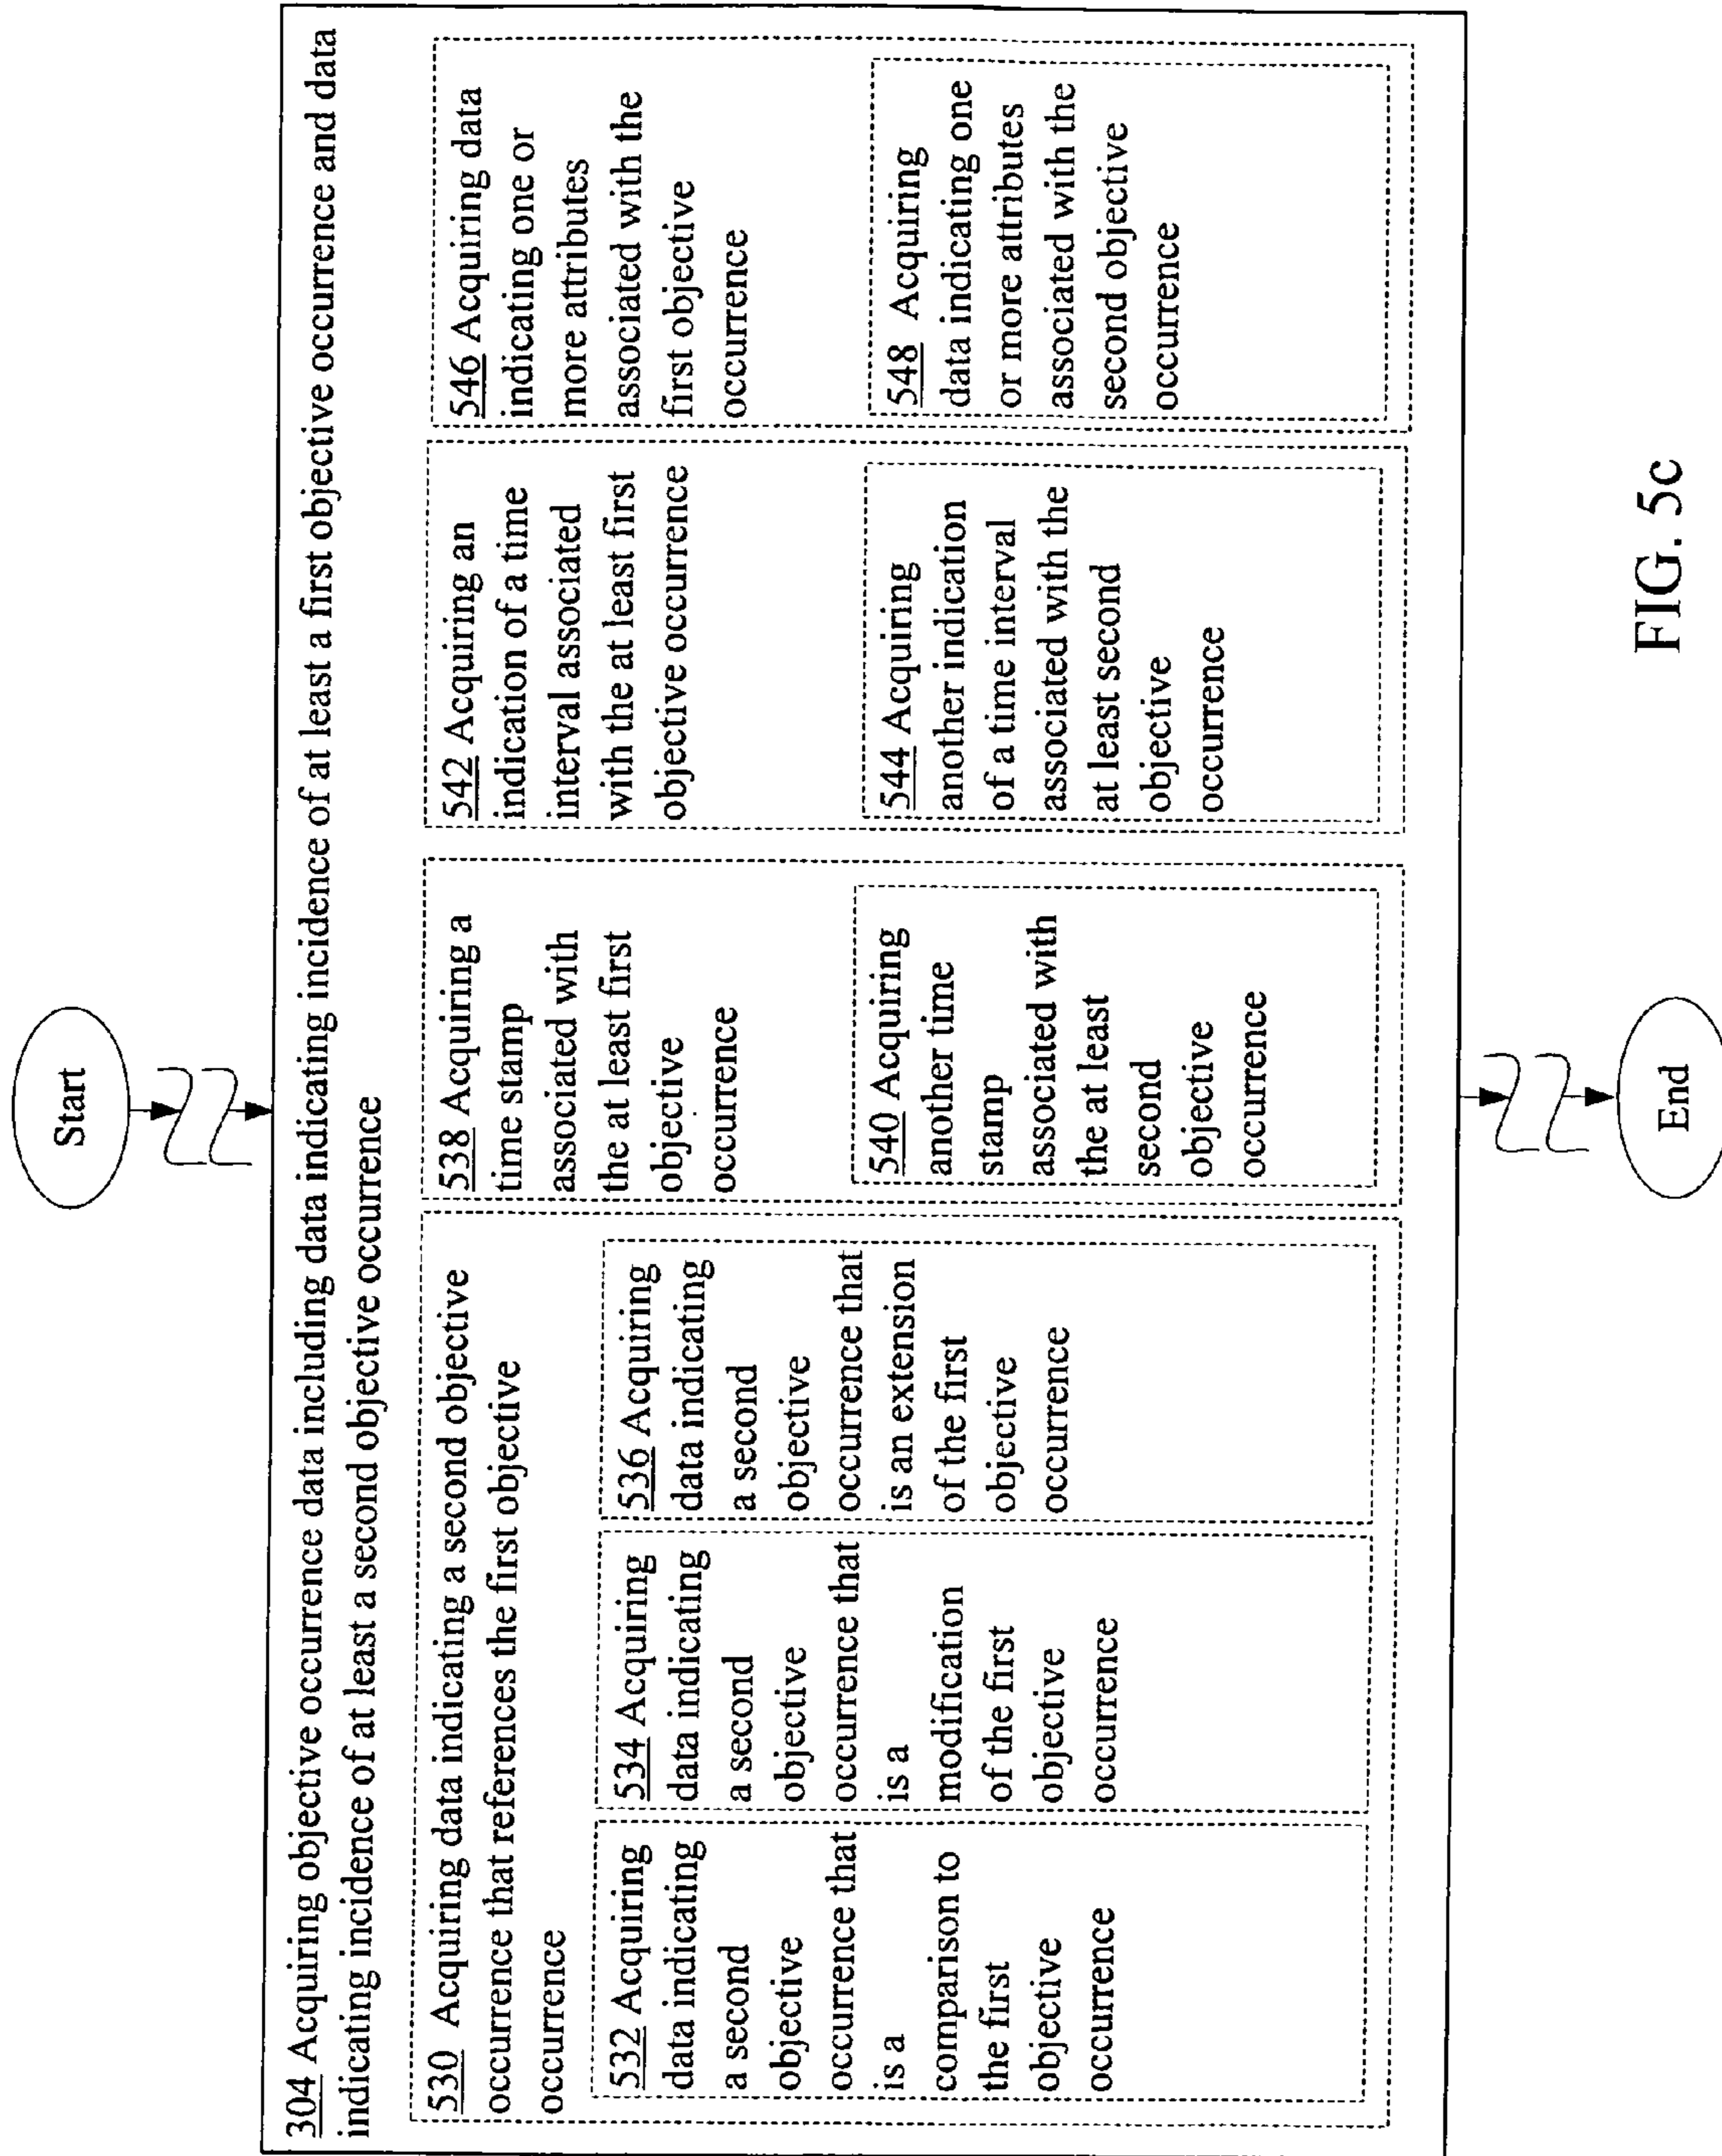 Start
304 Acquiring objective occurrence data including data indicating incidence of at least a first objective occurrence and data
indicating incidence of at least a second objective occurrence
530 Acquiring data indicating a second objective
occurrence that references the first objective
occurrence
532 Acquiring
data indicating
a second
objective
occurrence that
is a
comparison to
the first
objective
occurrence
534 Acquiring
data indicating
a second
objective
occurrence that
is a
modification
of the first
objective
occurrence
536 Acquiring
data indicating
a second
objective
occurrence that
is an extension
of the first
objective
occurrence
538 Acquiring a
time stamp
associated with
the at least first
objective
occurrence
540 Acquiring
another time
stamp
associated with
the at least
second
objective
occurrence
542 Acquiring an
indication of a time
interval associated
with the at least first
objective occurrence
544 Acquiring
another indication
of a time interval
associated with the
at least second
objective
occurrence
546 Acquiring data
indicating one or
more attributes
associated with the
first objective
occurrence
548 Acquiring
data indicating one
or more attributes
associated with the
second objective
occurrence
End
FIG. 5c